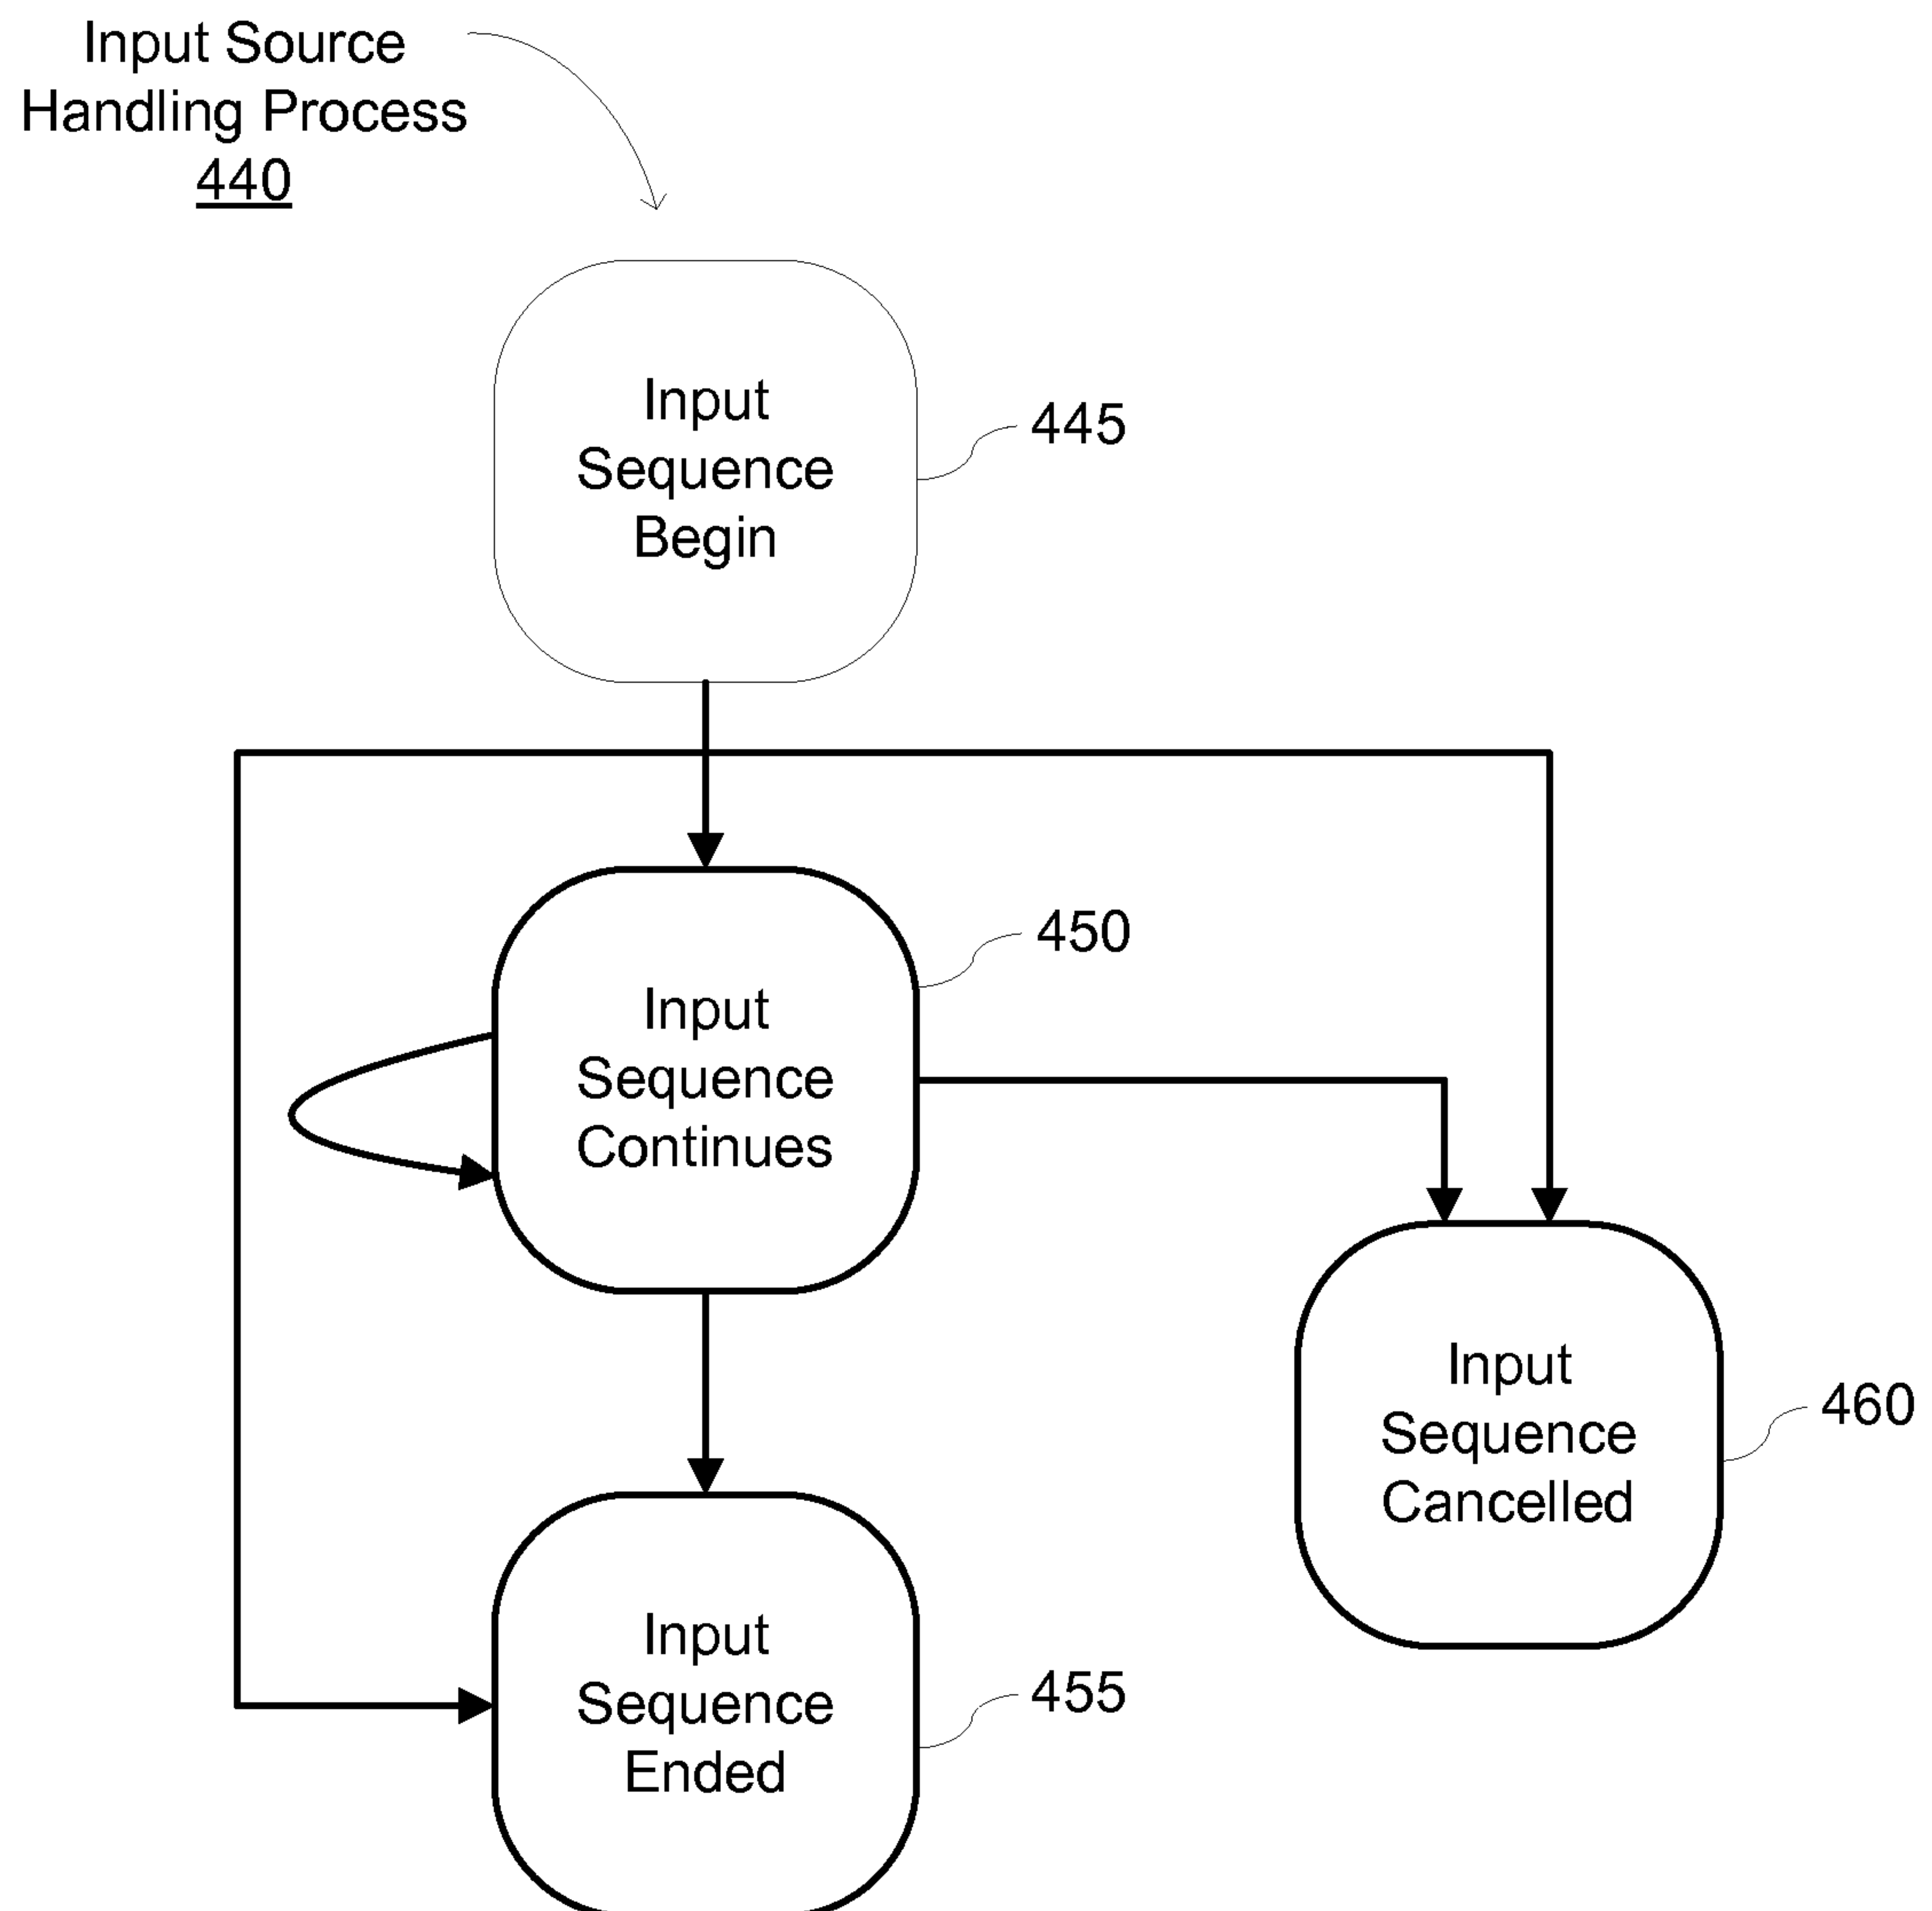 Input Source
Handling Process
440
Input
Sequence
Begin
445
Input
Sequence
Continues
450
Input
Sequence
Cancelled
460
Input
Sequence
Ended
455